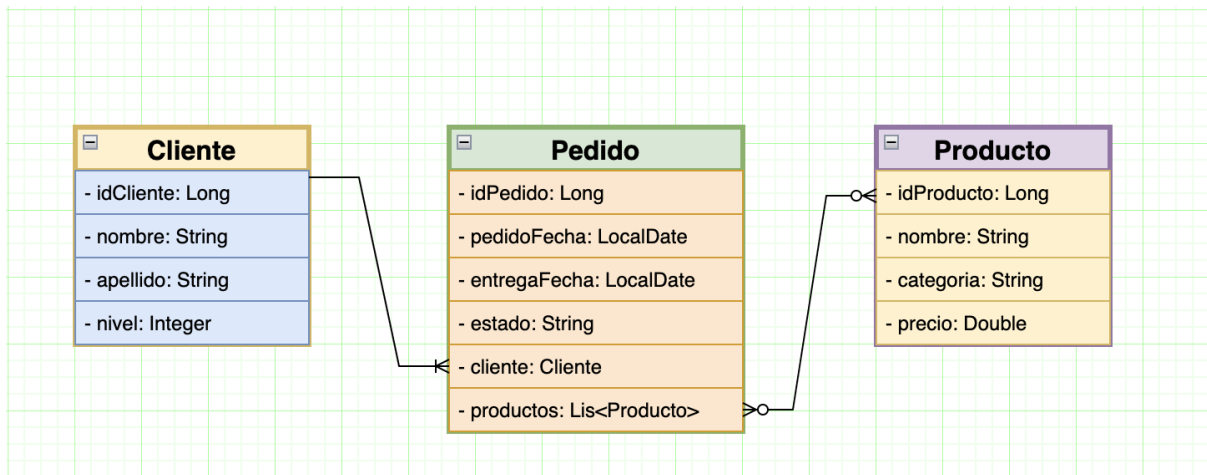 Cliente
- idCliente: Long
- nombre: String
- apellido: String
- nivel: Integer
Pedido
- idPedido: Long
- pedidoFecha: LocalDate
- entregaFecha: LocalDate
- estado: String
- cliente: Cliente
- productos: Lis<Producto>
Producto
- idProducto: Long
- nombre: String
- categoria: String
- precio: Double